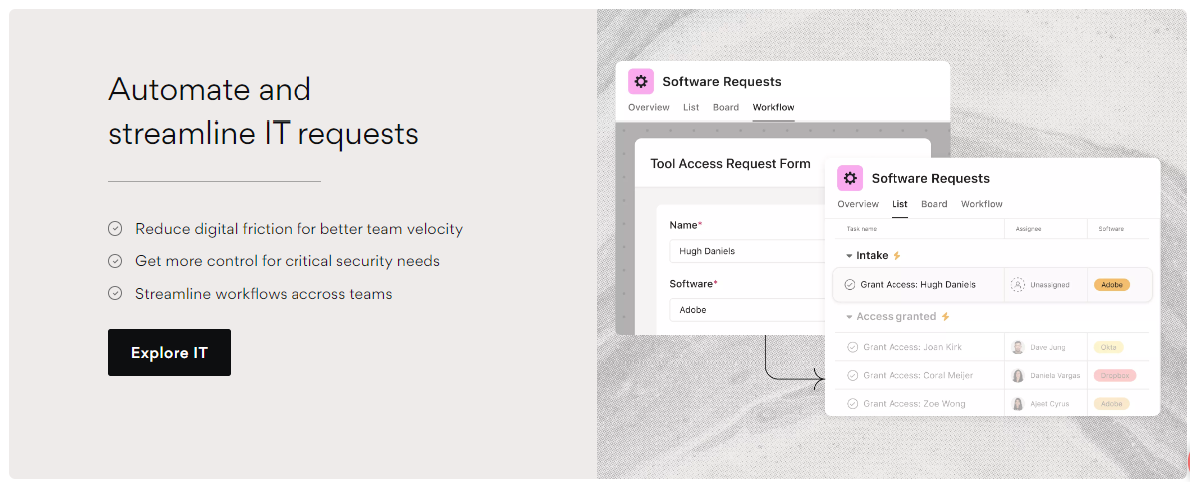 Automate and
streamline IT requests
Reduce digital friction for better team velocity
Get more control for critical security needs
Streamline workflows accross teams
Explore IT
Software Requests
Overview List Board Workflow
Tool Access Request Form
Name*
Hugh Daniels
Software*
Adobe
Software Requests
Overview List Board Workflow
Task name Assignee Software
Intake
Grant Access: Hugh Daniels Unassigned Adobe
Access granted
Grant Access: Joan Kirk Dave Jung Okta
Grant Access: Coral Meijer Daniela Vargas Dropbox
Grant Access: Zoe Wong Ajeet Cyrus Adobe